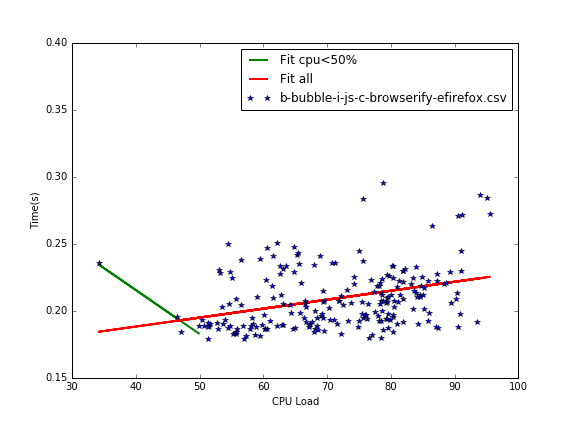 0.40
0.35
0.30
0.25
0.20
0.15
Time(s)
30 40 50 60 70 80 90 100
CPU Load
Fit cpu<50%
Fit all
b-bubble-i-js-c-browserify-efirefox.csv